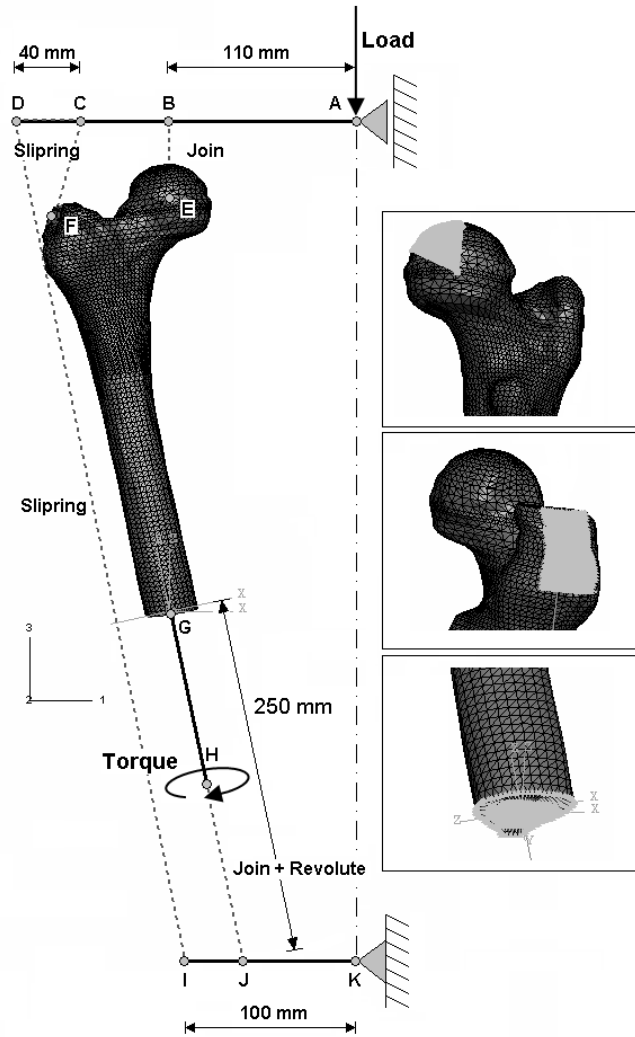 40 mm
110 mm
Load
D
C
B
A
Slipring
Join
E
F
Slipring
X
X
G
3
2
1
250 mm
Torque
H
Join + Revolute
I
J
K
100 mm
X
X
Z
Y